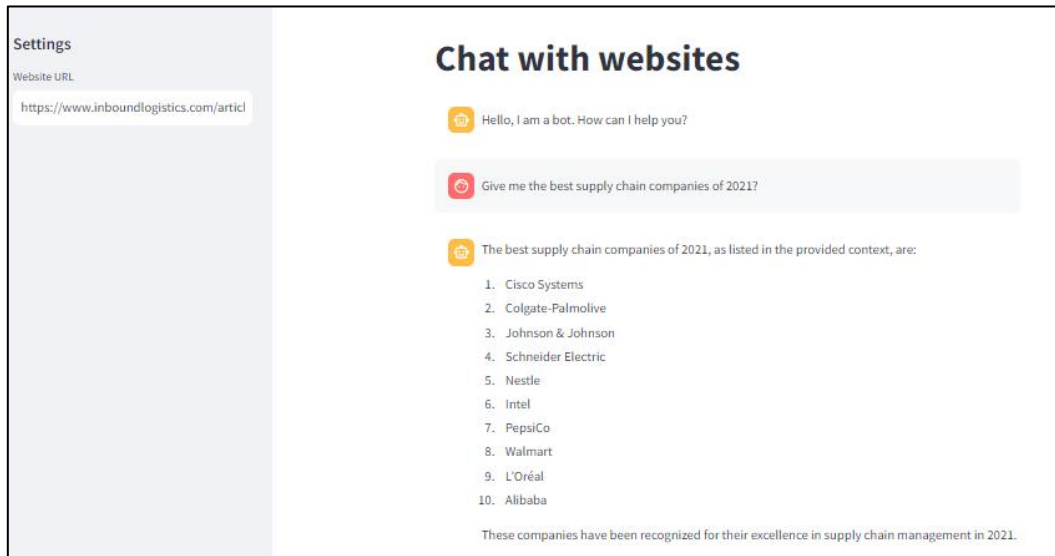 Settings
Website URL
https://www.inboundlogistics.com/articl
Chat with websites
Hello, I am a bot. How can I help you?
Give me the best supply chain companies of 2021?
The best supply chain companies of 2021, as listed in the provided context, are:
1. Cisco Systems
2. Colgate-Palmolive
3. Johnson & Johnson
4. Schneider Electric
5. Nestle
6. Intel
7. PepsiCo
8. Walmart
9. L'Oréal
10. Alibaba
These companies have been recognized for their excellence in supply chain management in 2021.